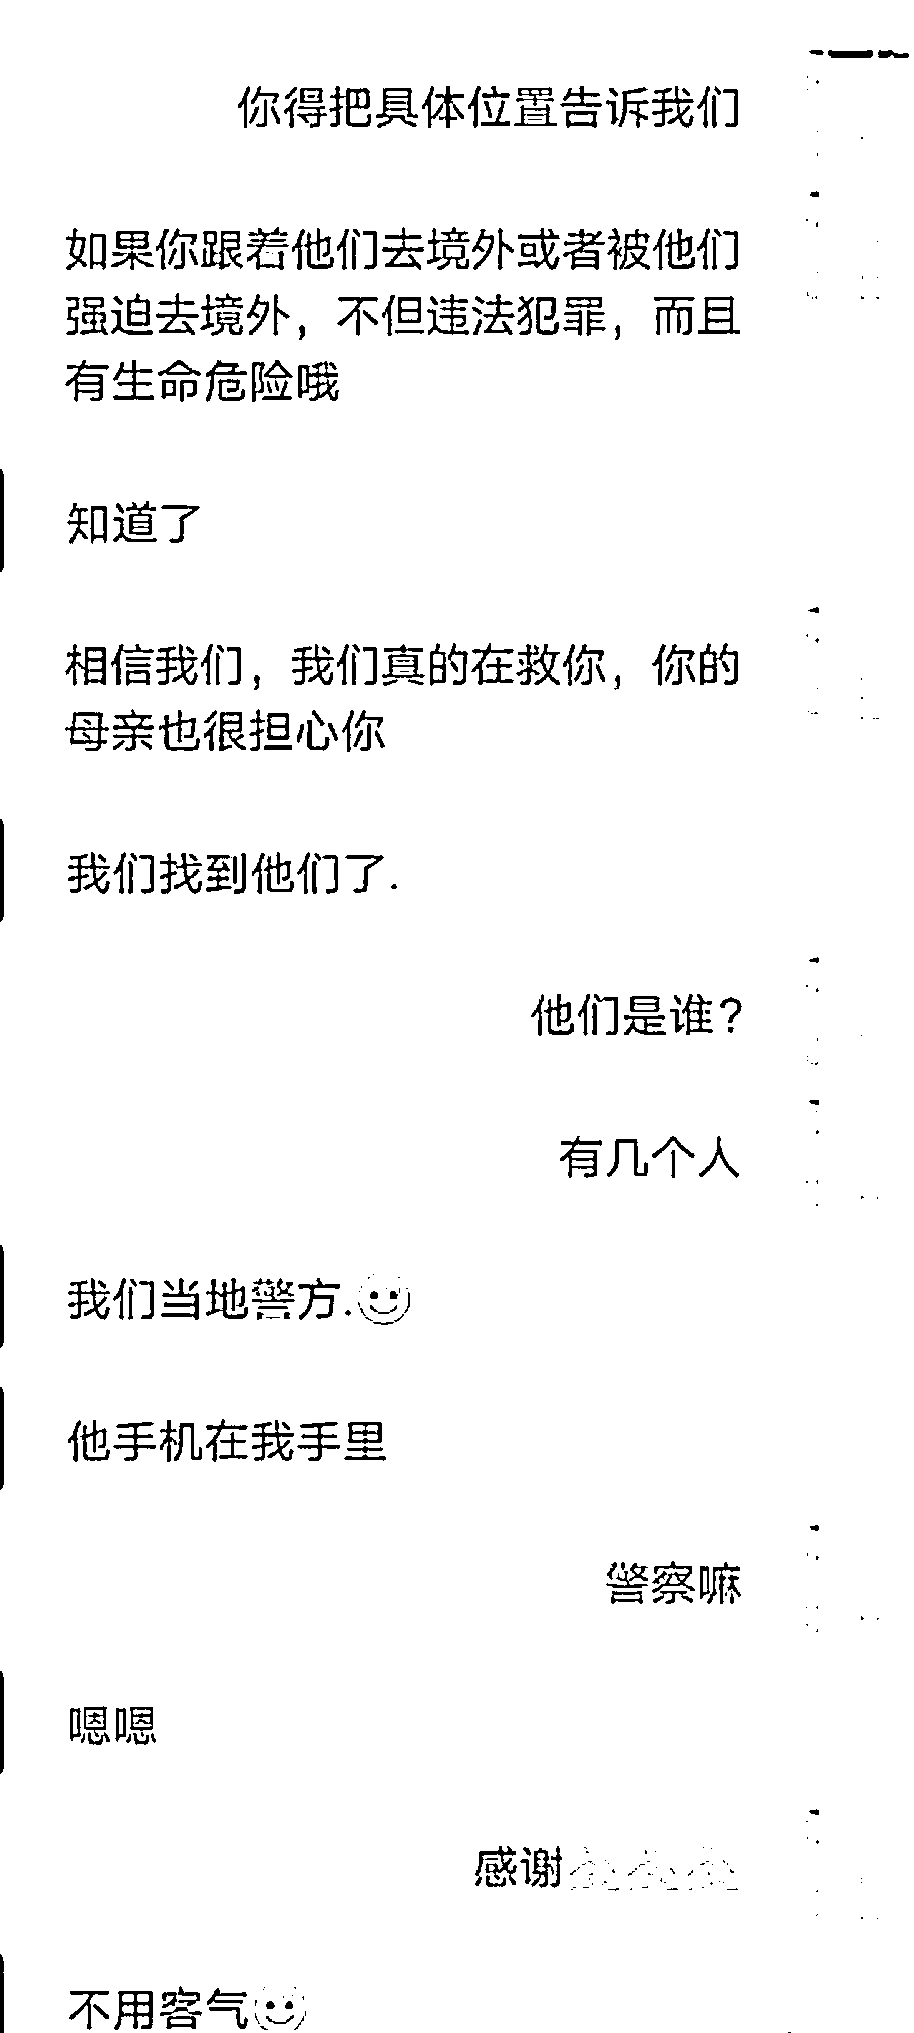 你得把具体位置告诉我们
如果你跟着他们去境外或者被他们
强迫去境外，不但违法犯罪，而且
有生命危险哦
知道了
相信我们，我们真的在救你，你的
母亲也很担心你
我们找到他们了.
他们是谁？
有几个人
我们当地警方.
他手机在我手里
警察嘛
嗯嗯
感谢
不用客气